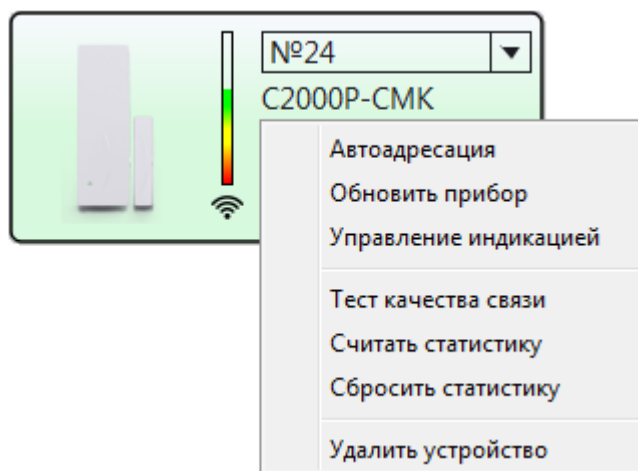 №24
С2000Р-СМК
Автоадресация
Обновить прибор
Управление индикацией
Тест качества связи
Считать статистику
Сбросить статистику
Удалить устройство